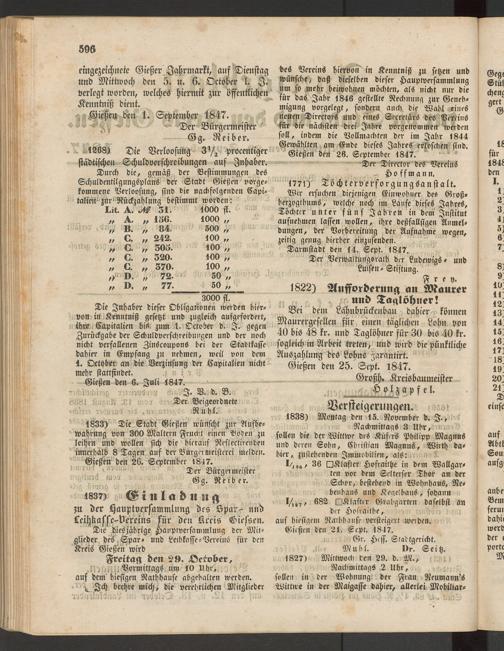 596
eingezeichnete Gießer Jahrmarkt, auf Dienstag
und Mittwoch den 5. u. 6. October l. J.
verlegt worden, welches hiermit zur öffentlichen
Kenntniß dient.
Gießen den 1. September 1847.
Der Bürgermeister
Gg. Reiber.
1268) Die Verloosung 3½ procentiger
städtischen Schuldverschreibungen auf Inhaber.
Durch die, gemäß der Bestimmungen des
Schuldentilgungsplans der Stadt Gießen vorge-
kommene Verloosung, sind die nachfolgenden Capi-
talien zur Rückzahlung bestimmt worden:
Lit. A. № 51. 1000 fl.
„ A. „ 136. 1000 „
„ B. „ 84. 500 „
„ C. „ 242. 100 „
„ C. „ 505. 100 „
„ C. „ 520. 100 „
„ C. „ 570. 100 „
„ D. „ 72. 50 „
„ D. „ 77. 50 „
3000 fl.
Die Inhaber dieser Obligationen werden hier-
von in Kenntniß gesetzt und zugleich aufgefordert,
ihre Capitalien bis zum 1. October d. J. gegen
Zurückgabe der Schuldverschreibungen und der noch
nicht verfallenen Zinscoupons bei der Stadtkasse
dahier in Empfang zu nehmen, weil von dem
1. October an die Verzinsung der Capitalien nicht
mehr stattfindet.
Gießen den 6. Juli 1847.
J. V. d. B.
Der Beigeordnete
Ruhl.
1833) Die Stadt Gießen wünscht zur Aufbe-
wahrung von 300 Maltern Frucht einen Boden zu
leihen und wollen sich die hierauf Reflectirenden
innerhalb 8 Tagen auf der Bürgermeisterei melden.
Gießen den 26. September 1847.
Der Bürgermeister
Gg. Reiber.
1837) Einladung
zu der Hauptversammlung des Spar- und
Leihkasse-Vereins für den Kreis Giesen.
Die diesjährige Hauptversammlung der Mit-
glieder des Spar- und Leihkasse-Vereins für den
Kreis Gießen wird
Freitag den 29. October,
Vormittags um 10 Uhr,
auf dem hiesigen Rathhause abgehalten werden.
Ich beehre mich, die verehrlichen Mitglieder
des Vereins hiervon in Kenntniß zu setzen und
wünsche, daß dieselben dieser Hauptversammlung
um so mehr beiwohnen möchten, als nicht nur die
für das Jahr 1846 gestellte Rechnung zur Geneh-
migung vorgelegt, sondern auch die Wahl eines
neuen Directors und eines Secretärs des Vereins
für die nächsten drei Jahre vorgenommen werden
soll, indem die Vollmachten der im Jahr 1844
Gewählten am Ende dieses Jahres erloschen sind.
Gießen den 26. September 1847.
Der Director des Vereins
Hoffmann.
1771) Töchterversorgungsanstalt.
Wir ersuchen diejenigen Einwohner des Groß-
herzogthums, welche noch im Laufe dieses Jahres,
Töchter unter fünf Jahren in dem Institut
aufnehmen lassen wollen, ihre desfallsigen Anmel-
dungen, der Vorbereitung der Aufnahme wegen,
zeitig genug hierher einzusenden.
Darmstadt den 14. Sept. 1847.
Der Verwaltungsrath der Ludewigs- und
Luisen-Stiftung.
Frey.
1822) Aufforderung an Maurer
und Taglöhner!
Bei dem Lahnbrückenbau dahier können
Maurergesellen für einen täglichen Lohn von
40 bis 48 kr. und Taglöhner für 30 bis 40 kr.
sogleich in Arbeit treten, und wird die pünktliche
Auszahlung des Lohns garantirt.
Gießen den 25. Sept. 1847.
Großh. Kreisbaumeister
Holzapfel.
Versteigerungen.
1838) Montag den 15. November d. J.,
Nachmittags 3 Uhr,
sollen die der Wittwe des Küfers Philipp Magnus
und deren Sohn, Christian Magnus, Wirth da-
hier, zustehenden Immobilien, als:
36 □Klafter Hofraithe in dem Wallgar-
ten vor dem Selterser Thor an der
Schor, bestehend in Wohnhaus, Ne-
benhaus und Kegelbahn, sodann
682 □Klafter Grabgarten daselbst an
der Hofraithe,
auf hiesigem Rathhause versteigert werden.
Gießen den 21. Sept. 1847.
Gr. Hess. Stadtgericht.
Muhl. Dr. Seitz.
1827) Mittwochen den 29. d. M.,
Nachmittags 2 Uhr,
sollen in der Wohnung der Frau Neumann's
Wittwe in der Maigasse dahier, allerlei Mobiliar-